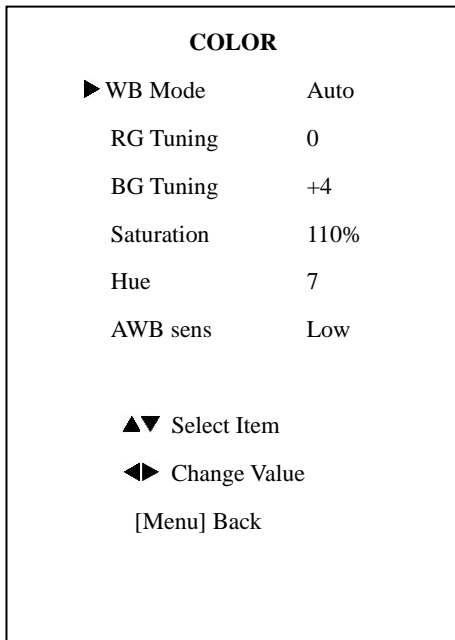 COLOR
▶ WB Mode Auto
RG Tuning 0
BG Tuning +4
Saturation 110%
Hue 7
AWB sens Low
▲▼ Select Item
◀▶ Change Value
[Menu] Back